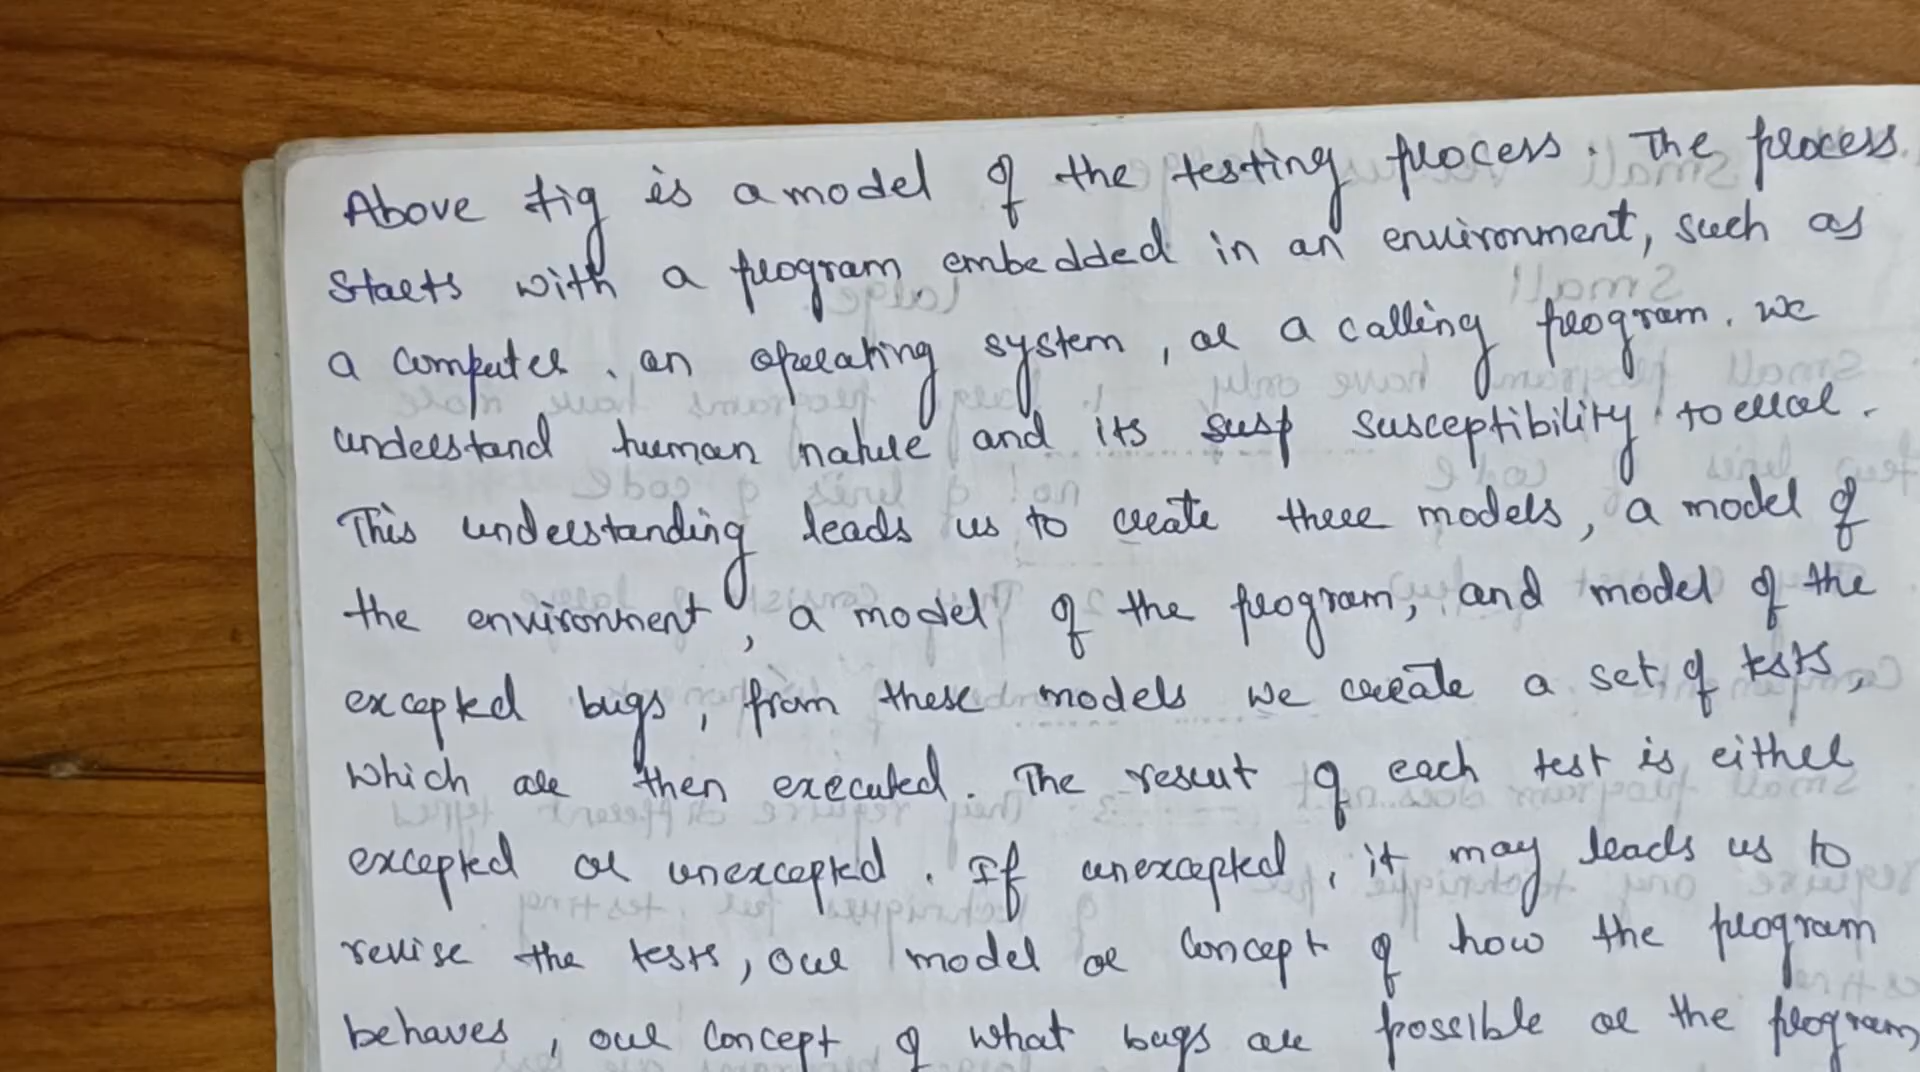 Above fig is a model of the testing process. The process
starts with a program embedded in an environment, such as
a computer, an operating system, or a calling program. we
understand human nature and its susp susceptibility to error.
This understanding leads us to create three models, a model of
the environment, a model of the program, and model of the
excepted bugs, from these models we create a set of tests,
which are then executed. The result of each test is either
excepted or unexcepted. If unexcepted, it may leads us to
revise the tests, our model or concept of how the program
behaves, our concept of what bugs are possible or the program